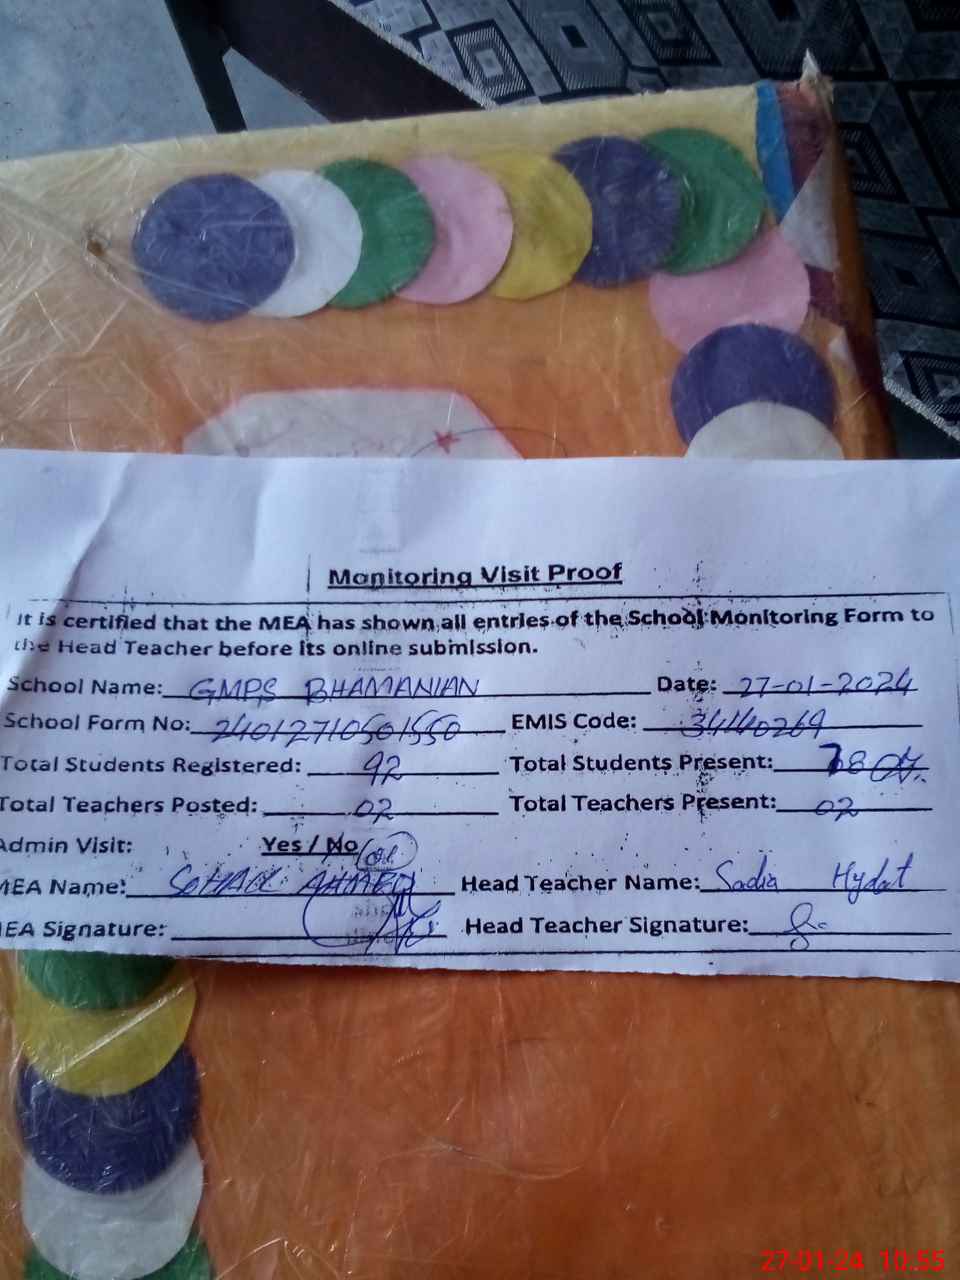 Monitoring Visit Proof
It is certified that the MEA has shown all entries of the School Monitoring Form to
the Head Teacher before its online submission.
School Name: GMPS BHAMANIAN Date: 27-01-2024
School Form No: 24012710501550 EMIS Code: 34140269
Total Students Registered: 92 Total Students Present: 78
Total Teachers Posted: 02 Total Teachers Present: 02
Admin Visit: Yes / No
MEA Name: SOHAIL AHMED Head Teacher Name: Sadia Hydat
MEA Signature: Head Teacher Signature:
27-01-24 10:55